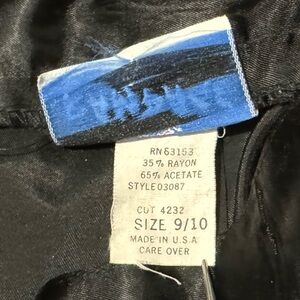 RN 63153
35% RAYON
65% ACETATE
STYLE 03087
CUT 4232
SIZE 9/10
MADE IN U.S.A.
CARE OVER